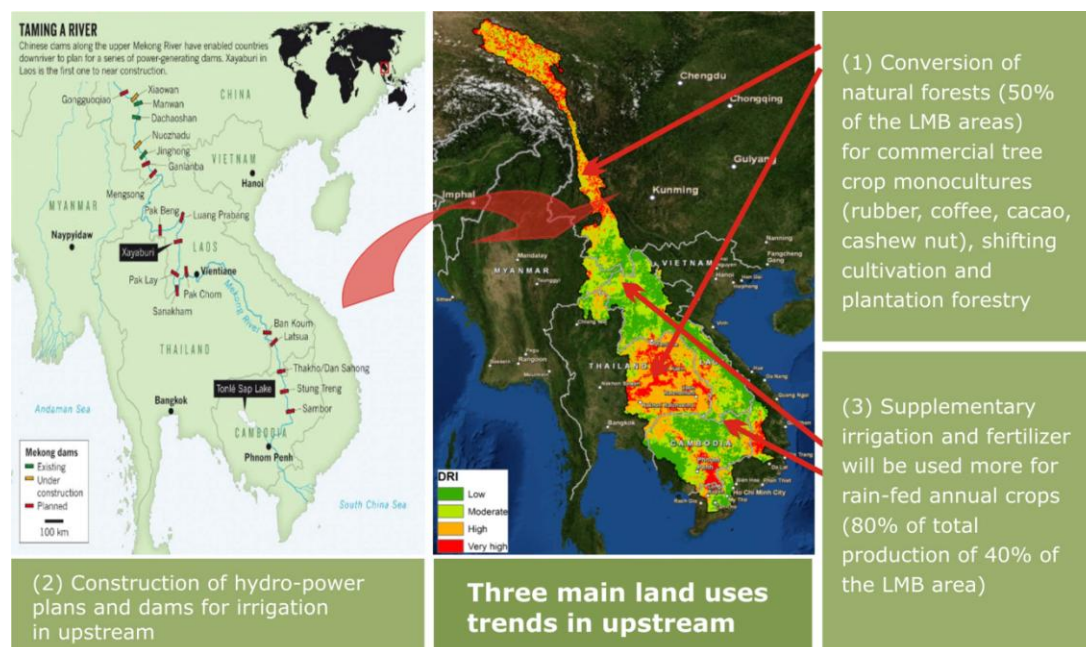 TAMING A RIVER
Chinese dams along the upper Mekong River have enabled countries
downriver to plan for a series of power-generating dams. Xayaburi in
Laos is the first one to near construction.
Gongguoqiao
Xiaowan
Manwan
Dachaoshan
CHINA
Nuozhadu
Jinghong
Ganlanba
VIETNAM
Mengsong
Hanoi
MYANMAR
Pak Beng
Luang Prabang
Naypyidaw
Xayaburi
LAOS
Vientiane
Pak Lay
Pak Chom
Sanakham
Mekong River
Ban Koum
Latsua
THAILAND
Thakho/Dan Sahong
Tonlé Sap Lake
Stung Treng
Bangkok
Sambor
Andaman Sea
CAMBODIA
Phnom Penh
Mekong dams
Existing
Under
construction
Planned
100 km
South China Sea
Chengdu
Chongqing
Guiyang
Imphal
Kunming
Nanning
MYANMAR
Mandalay
VIETNAM
THAILAND
Rangoon
Bangkok
CAMBODIA
Ho Chi Minh City
DRI
Low
Moderate
High
Very high
(1) Conversion of
natural forests (50%
of the LMB areas)
for commercial tree
crop monocultures
(rubber, coffee, cacao,
cashew nut), shifting
cultivation and
plantation forestry
(3) Supplementary
irrigation and fertilizer
will be used more for
rain-fed annual crops
(80% of total
production of 40% of
the LMB area)
(2) Construction of hydro-power
plans and dams for irrigation
in upstream
Three main land uses
trends in upstream